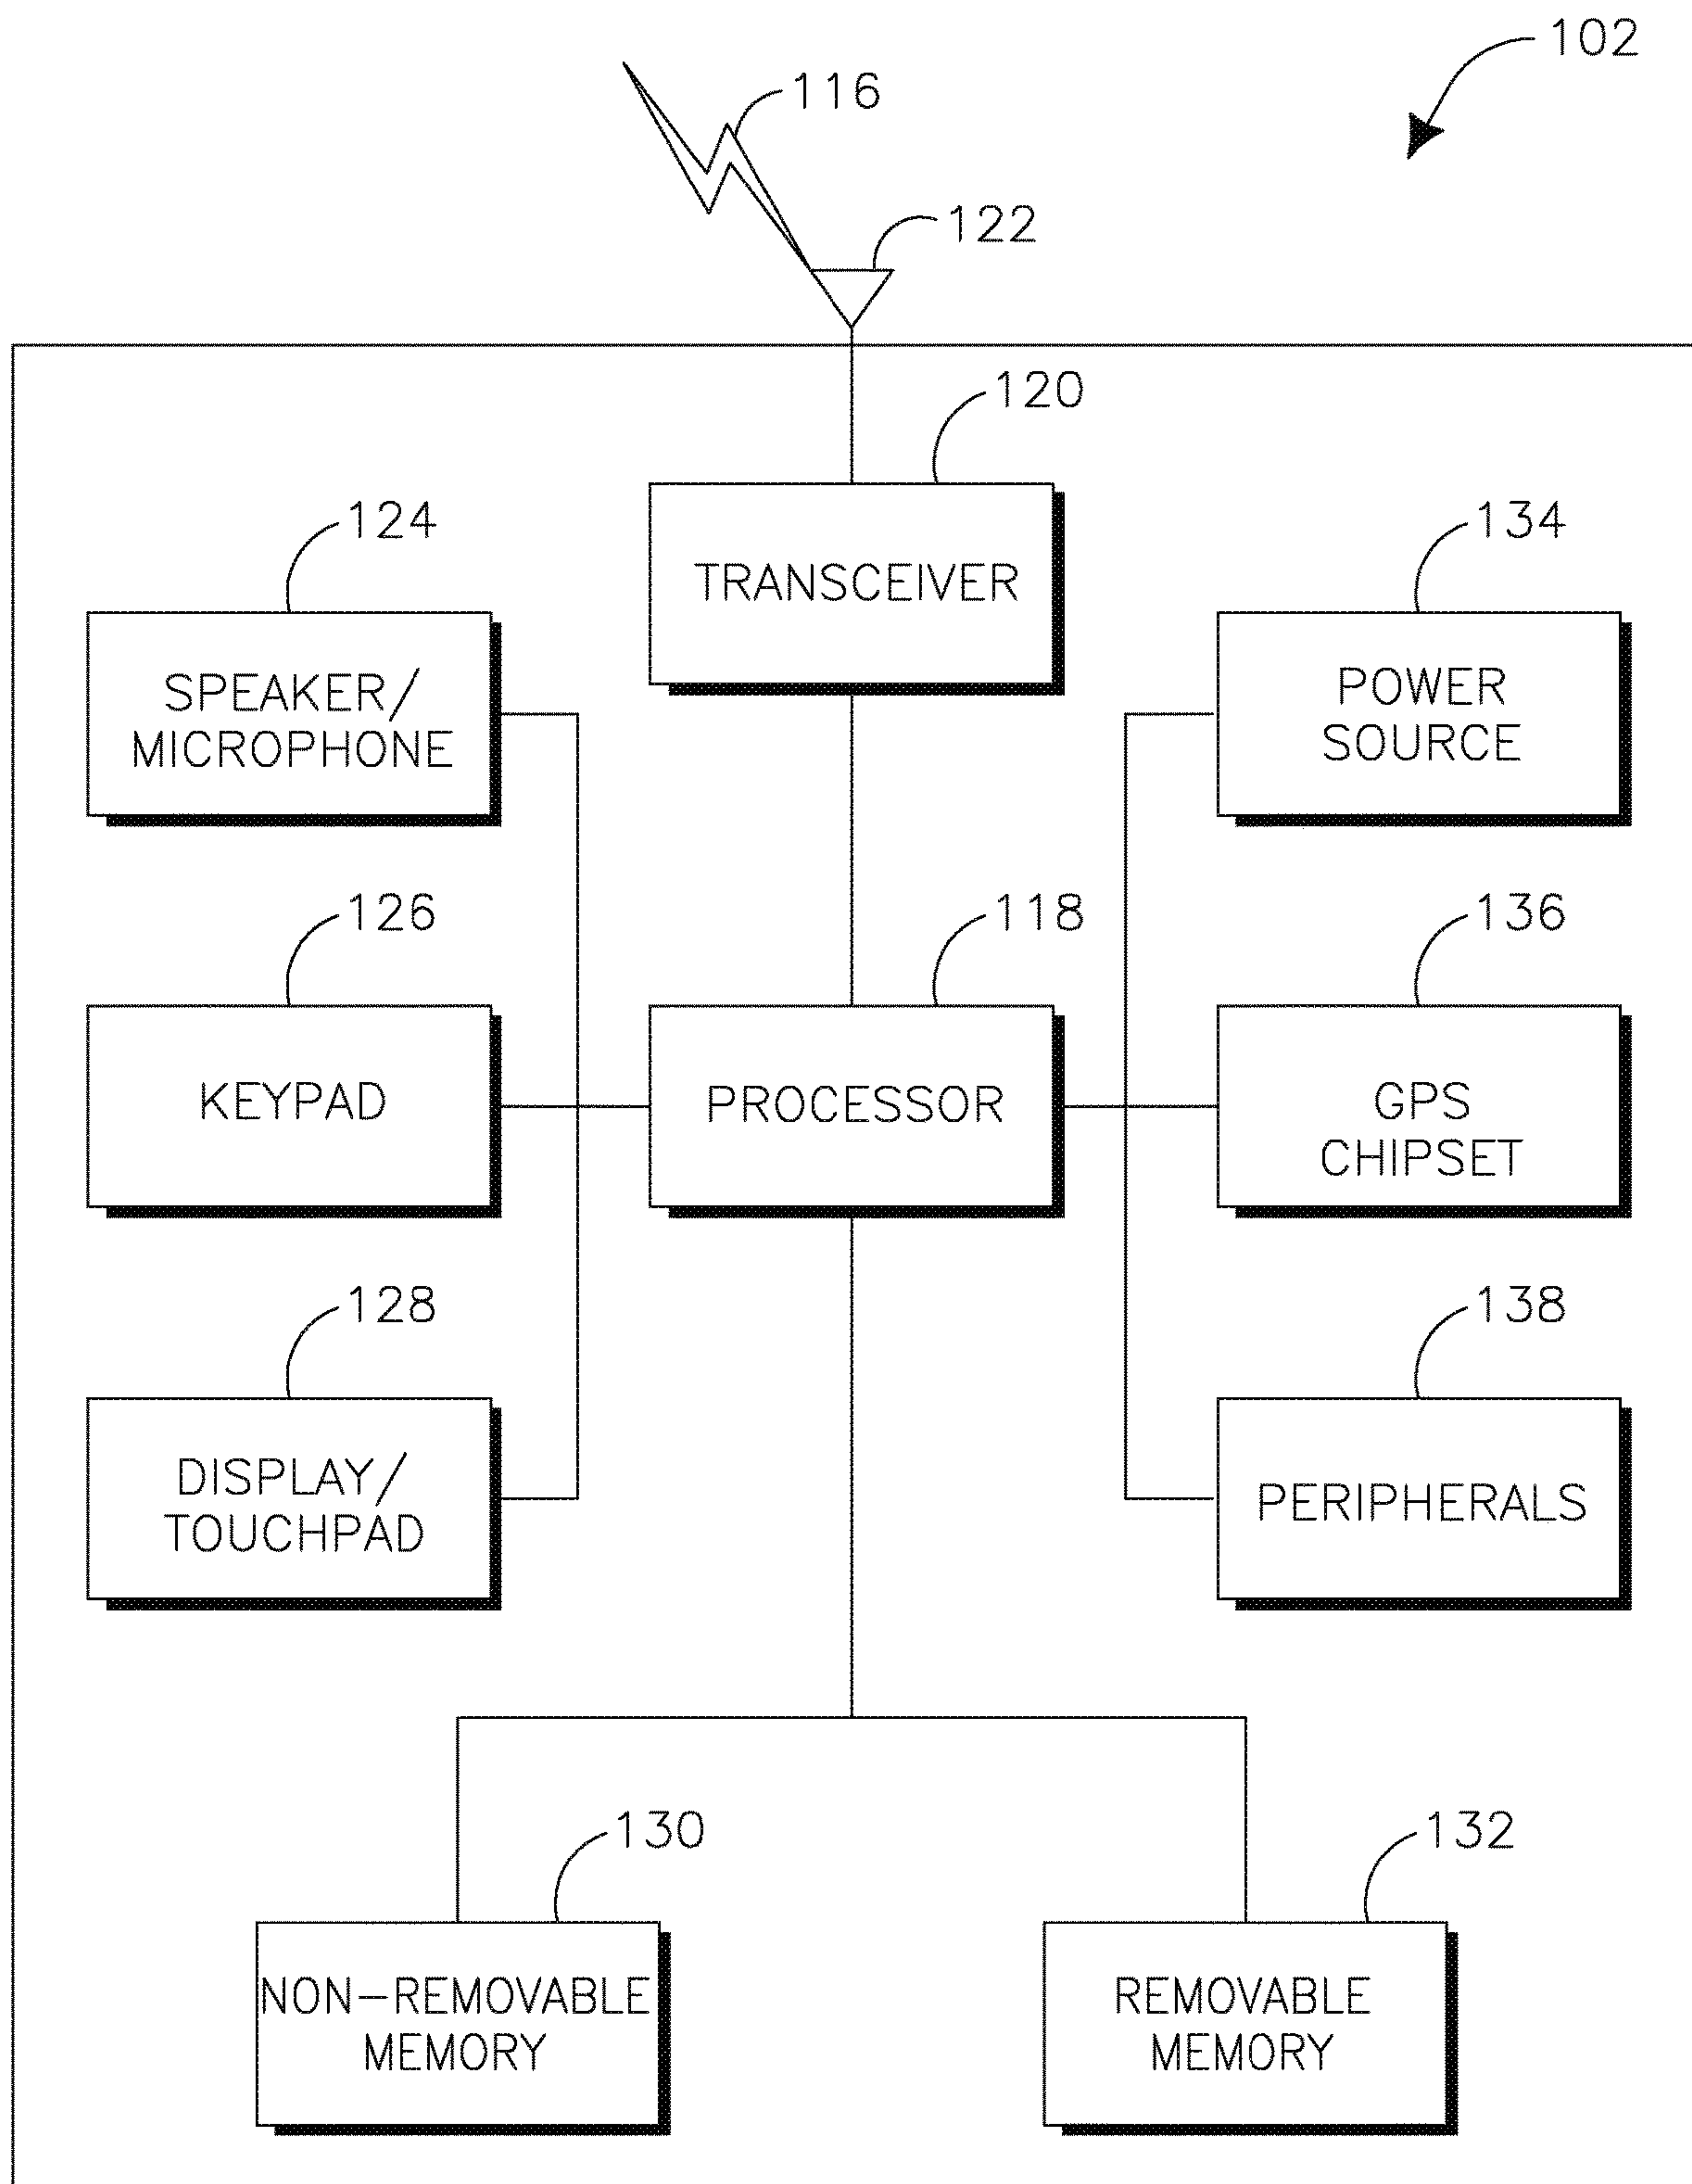 102
116
122
120
124
134
TRANSCEIVER
SPEAKER/
MICROPHONE
POWER
SOURCE
126
118
136
KEYPAD
PROCESSOR
GPS
CHIPSET
128
138
DISPLAY/
TOUCHPAD
PERIPHERALS
130
132
NON-REMOVABLE
MEMORY
REMOVABLE
MEMORY